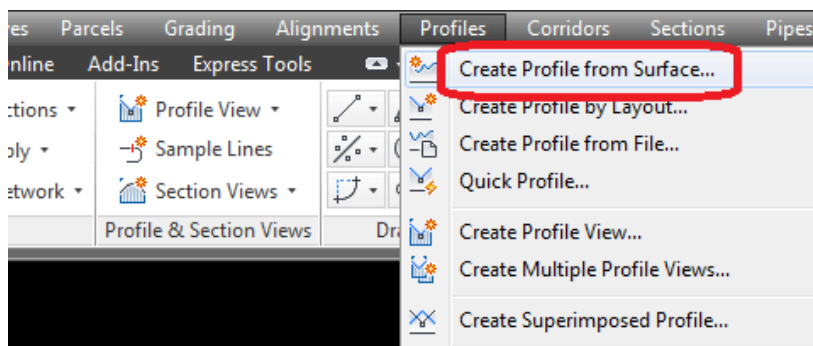 Parcels Grading Alignments Profiles Corridors Sections Pipes
Add-Ins Express Tools
Create Profile from Surface...
Profile View
Create Profile by Layout...
Sample Lines
Create Profile from File...
Section Views
Quick Profile...
Profile & Section Views
Create Profile View...
Create Multiple Profile Views...
Create Superimposed Profile...